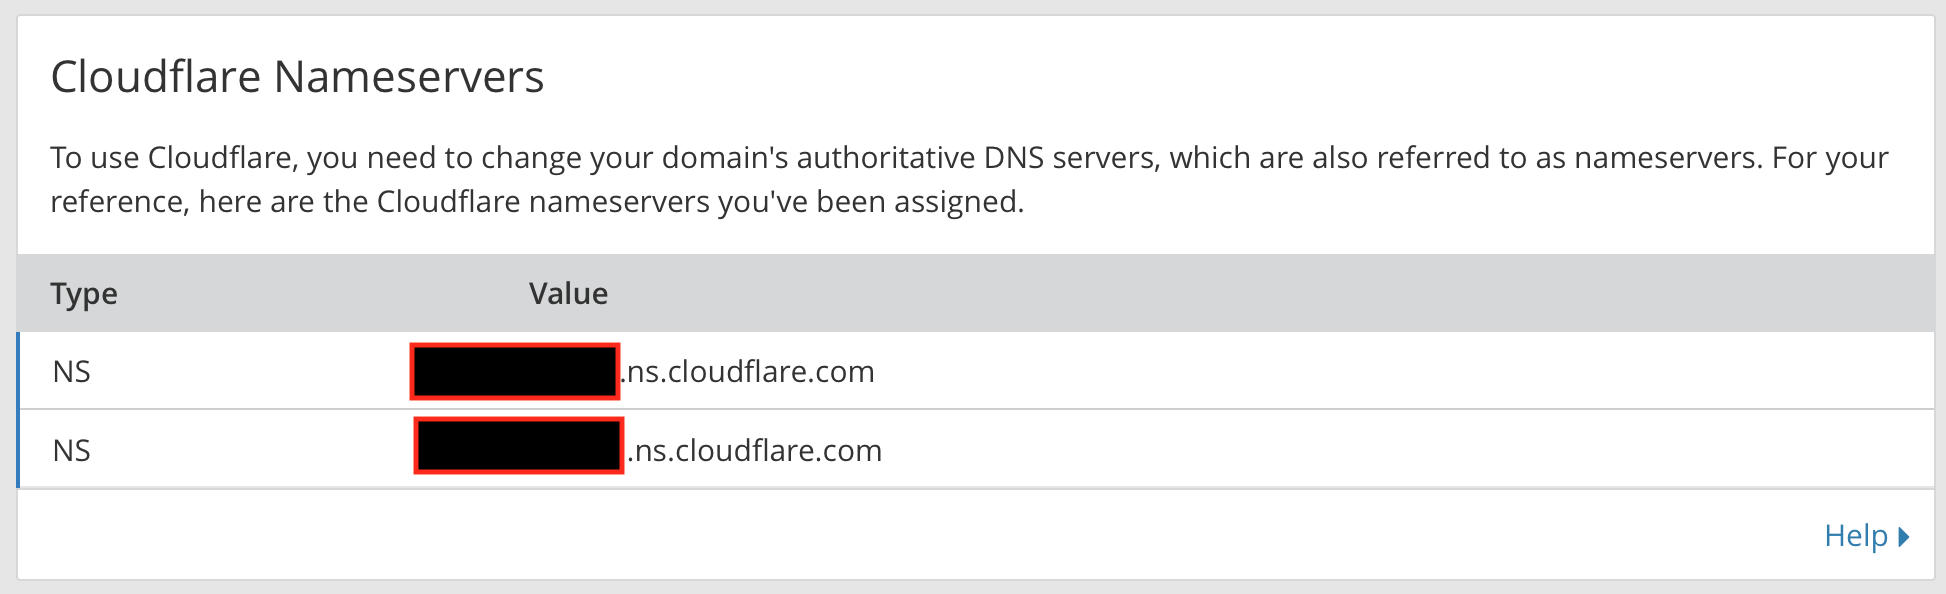 Cloudflare Nameservers
To use Cloudflare, you need to change your domain's authoritative DNS servers, which are also referred to as nameservers. For your
reference, here are the Cloudflare nameservers you've been assigned.
Type Value
NS .ns.cloudflare.com
NS .ns.cloudflare.com
Help